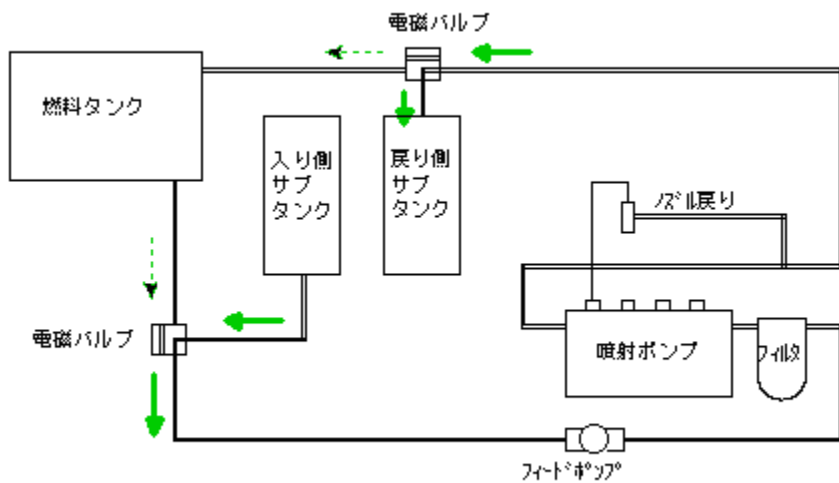 電磁バルブ
燃料タンク
入り側
サブ
タンク
戻り側
サブ
タンク
ﾉｽﾞﾙ戻り
電磁バルブ
噴射ポンプ
ﾌｨﾙﾀ
ﾌｨｰﾄﾞﾎﾟﾝﾌﾟ